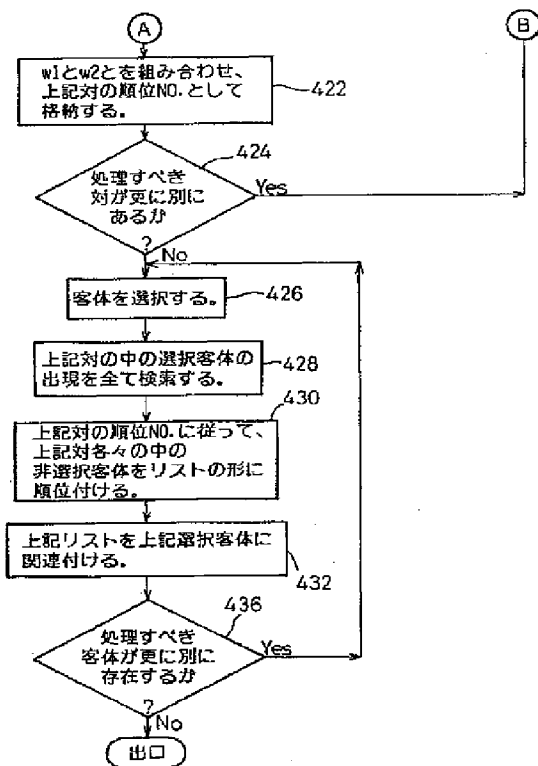 A
B
w1とw2とを組み合わせ、
上記対の順位NO.として
格納する。
422
424
処理すべき
対が更に別に
あるか
?
Yes
No
客体を選択する。
426
上記対の中の選択客体の
出現を全て検索する。
428
430
上記対の順位NO.に従って、
上記対各々の中の
非選択客体をリストの形に
順位付ける。
上記リストを上記選択客体に
関連付ける。
432
436
処理すべき
客体が更に別に
存在するか
?
Yes
No
出口